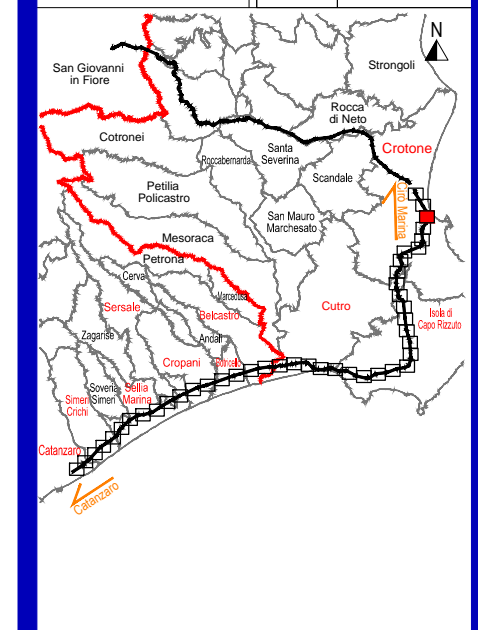 N
Strongoli
San Giovanni
in Fiore
Rocca
di Neto
Cotronei
Crotone
Santa
Severina
Roccabernarda
Scandale
Petilia
Policastro
Cirò Marina
San Mauro
Marchesato
Mesoraca
Petrona
Cerva
Marcedusa
Sersale
Cutro
Belcastro
Isola di
Capo Rizzuto
Andali
Zagarise
Cropani
Botricello
Soveria
Simeri
Sellia
Marina
Simeri
Crichi
Catanzaro
Catanzaro